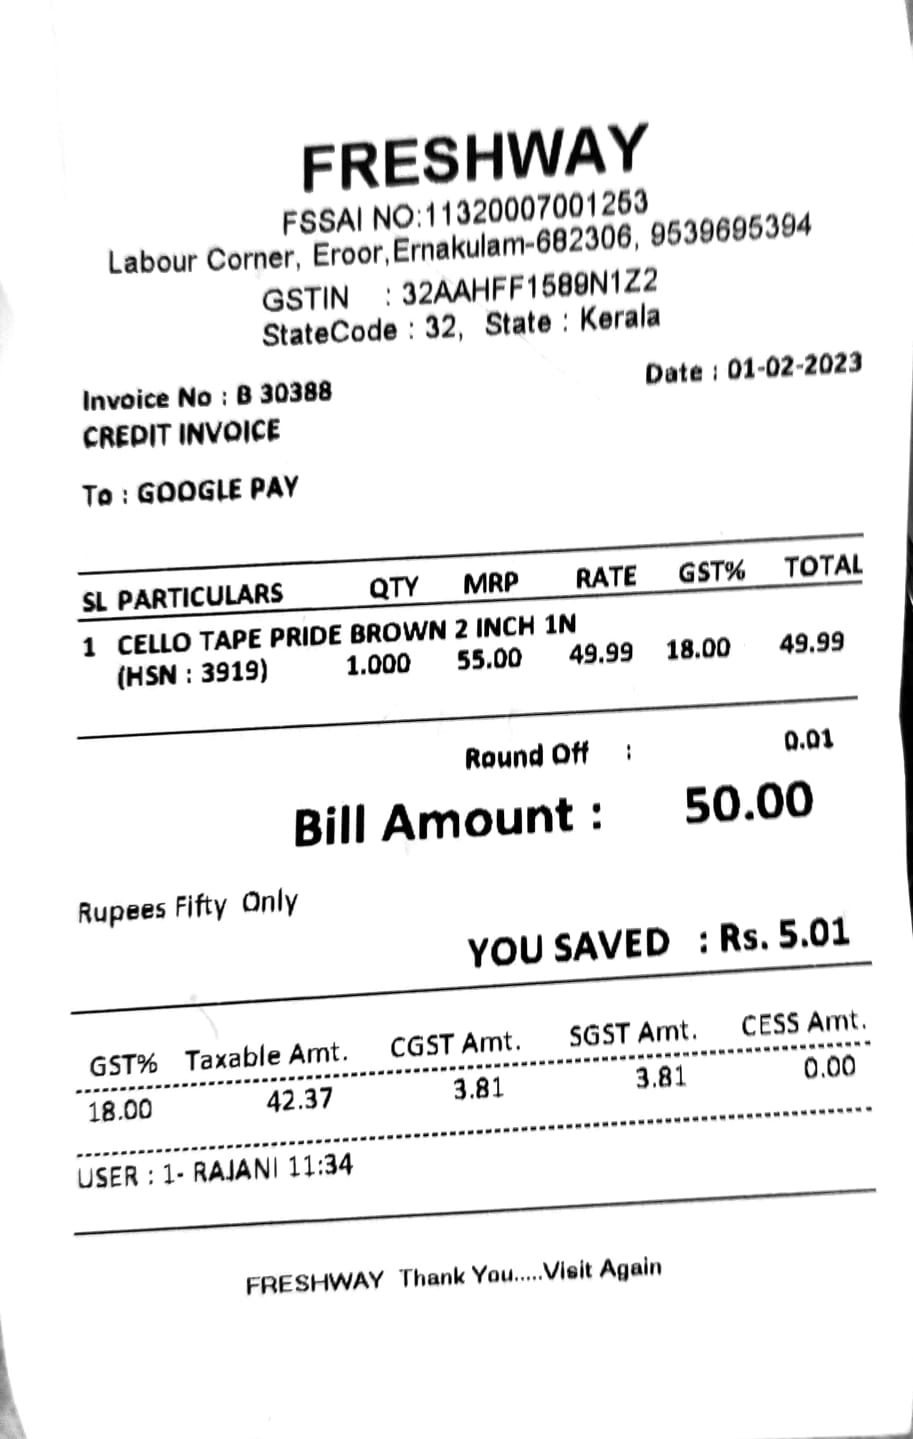 FRESHWAY
FSSAI NO:11320007001253
Labour Corner, Eroor,Ernakulam-682306, 9539695394
GSTIN : 32AAHFF1589N1Z2
StateCode : 32, State : Kerala
Invoice No : B 30388 Date : 01-02-2023
CREDIT INVOICE
To : GOOGLE PAY
SL PARTICULARS QTY MRP RATE GST% TOTAL
1 CELLO TAPE PRIDE BROWN 2 INCH 1N
(HSN : 3919) 1.000 55.00 49.99 18.00 49.99
Round Off : 0.01
Bill Amount : 50.00
Rupees Fifty Only
YOU SAVED : Rs. 5.01
GST% Taxable Amt. CGST Amt. SGST Amt. CESS Amt.
18.00 42.37 3.81 3.81 0.00
USER : 1- RAJANI 11:34
FRESHWAY Thank You.....Visit Again